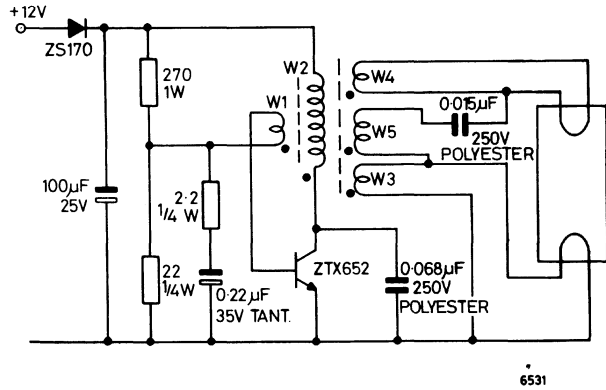 +12V
ZS170
270
1W
W2
W1
W4
W5
W3
0·015µF
250V
POLYESTER
100µF
25V
2·2
1/4 W
22
1/4W
0·22µF
35V TANT.
ZTX652
0·068µF
250V
POLYESTER
6531